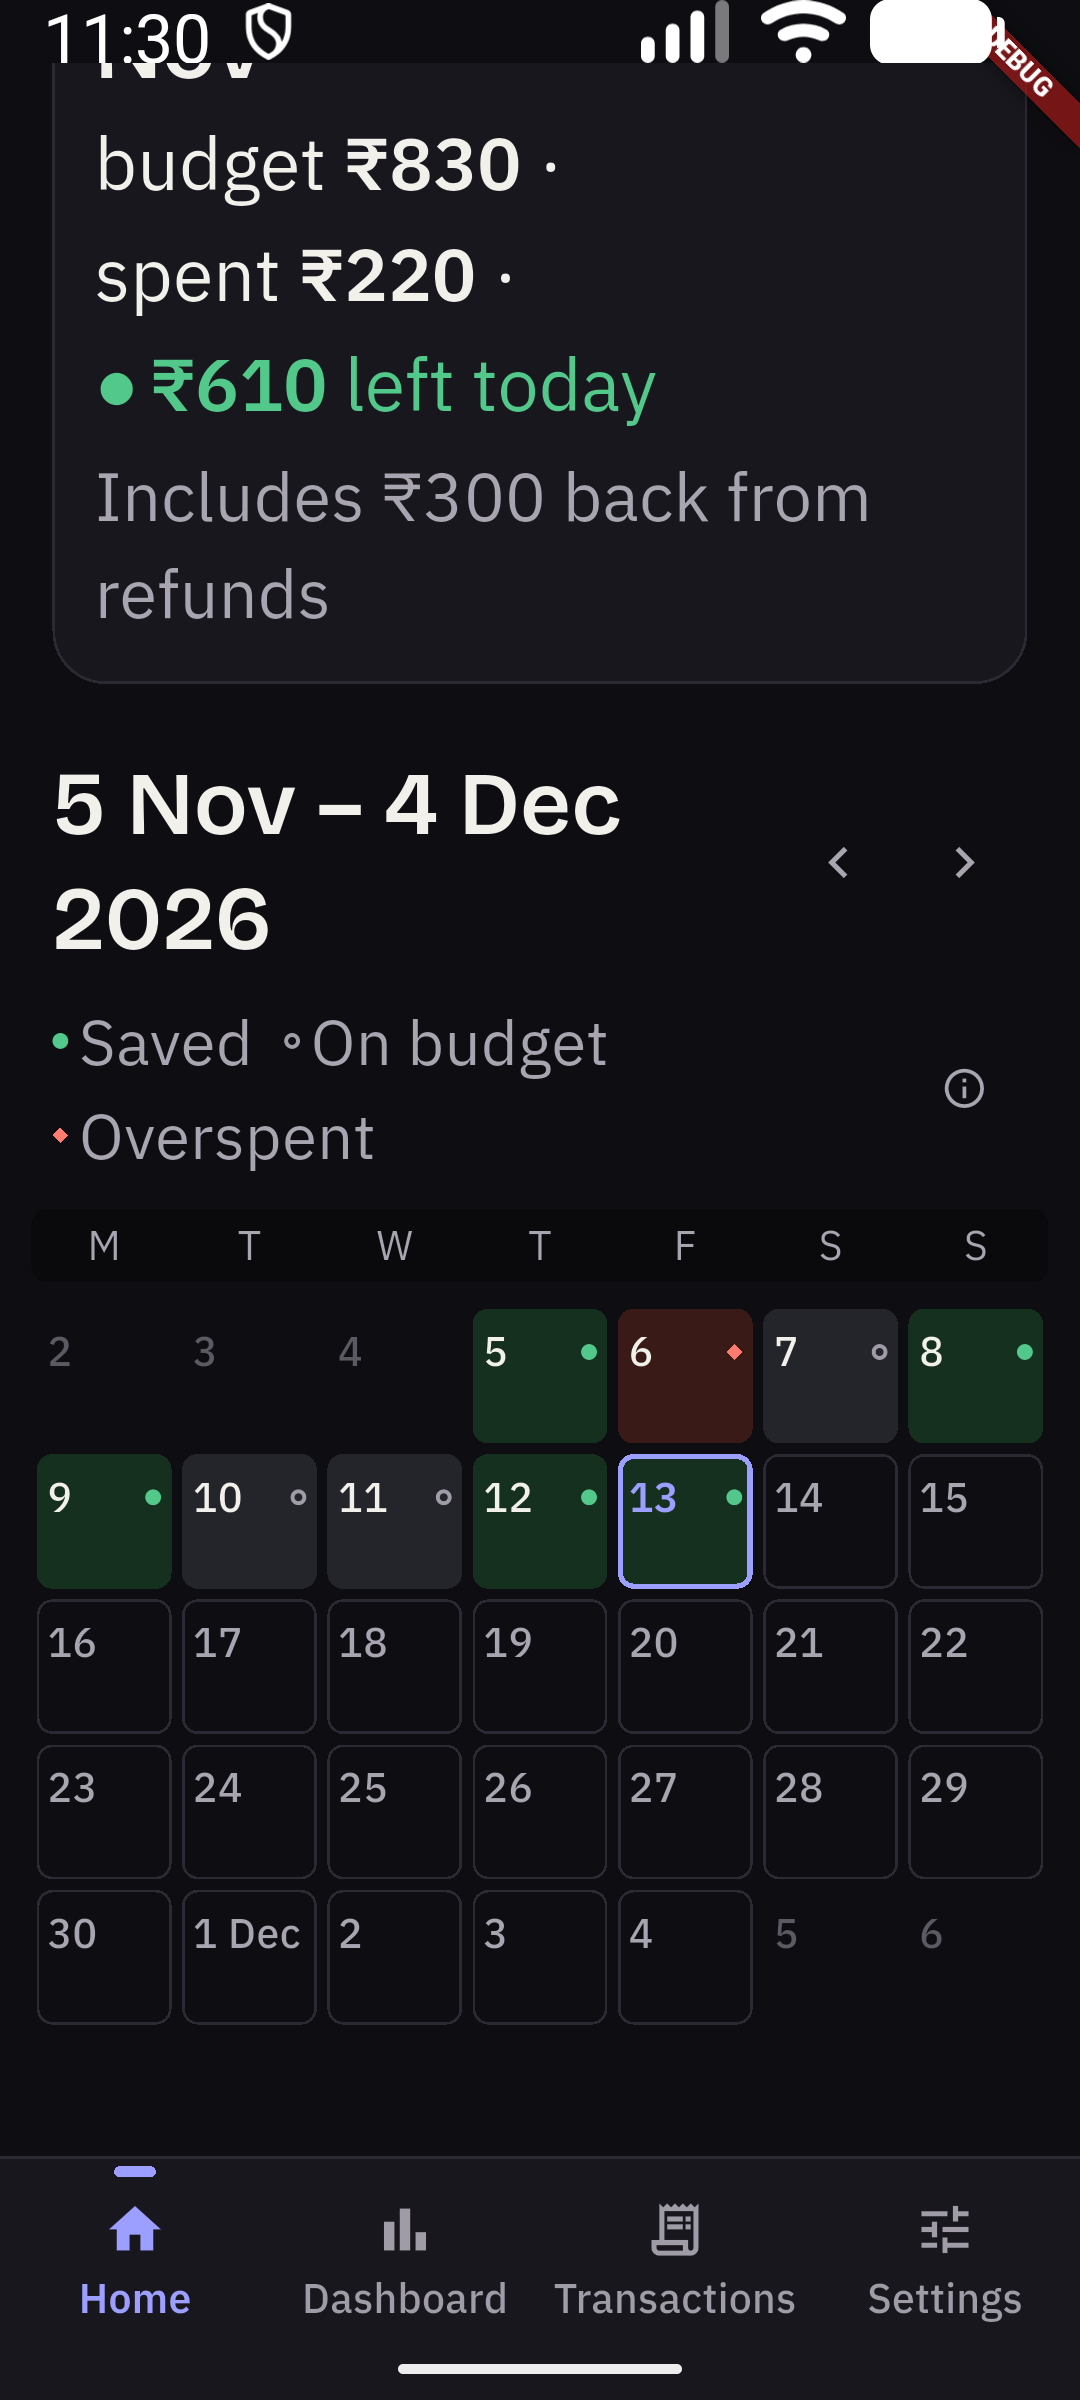 11:30
DEBUG
Nov
budget ₹830 ·
spent ₹220 ·
₹610 left today
Includes ₹300 back from
refunds
5 Nov – 4 Dec
2026
Saved On budget
Overspent
M T W T F S S
2 3 4 5 6 7 8
9 10 11 12 13 14 15
16 17 18 19 20 21 22
23 24 25 26 27 28 29
30 1 Dec 2 3 4 5 6
Home Dashboard Transactions Settings